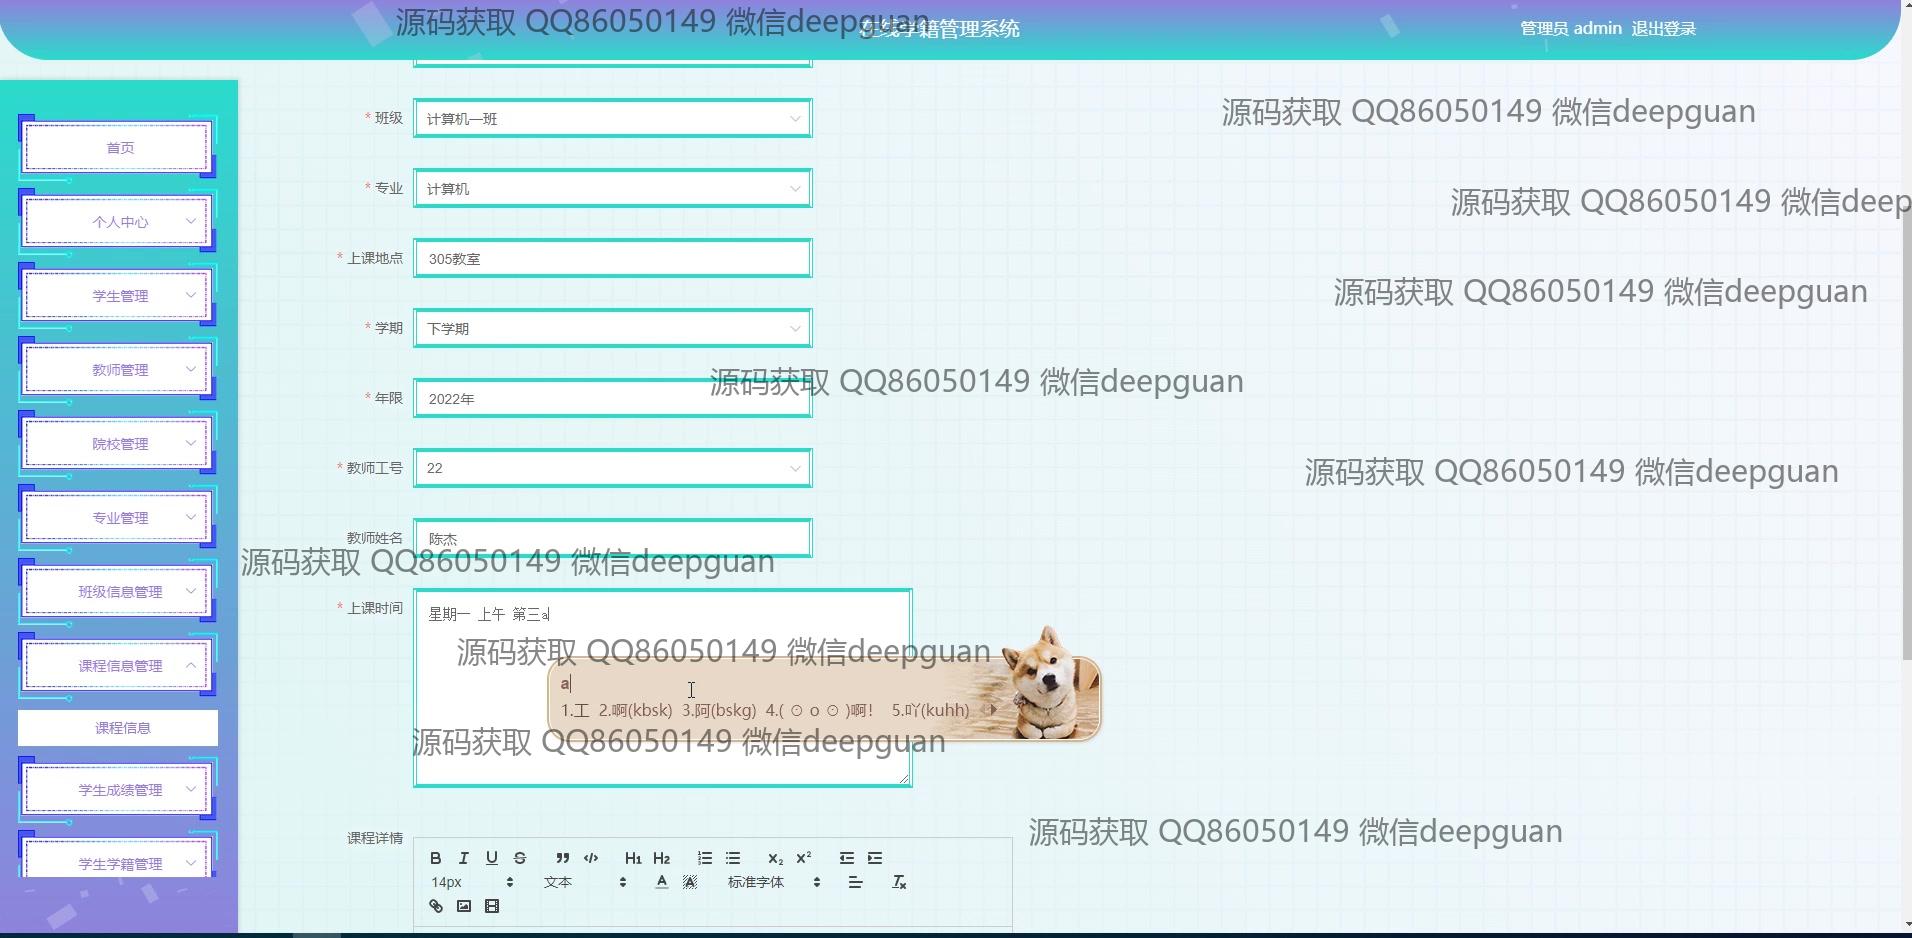 在线学籍管理系统
管理员 admin 退出登录
源码获取 QQ86050149 微信deepguan
首页
个人中心
学生管理
教师管理
院校管理
专业管理
班级信息管理
课程信息管理
课程信息
学生成绩管理
学生学籍管理
* 班级 计算机一班
源码获取 QQ86050149 微信deepguan
* 专业 计算机
源码获取 QQ86050149 微信deep
* 上课地点 305教室
源码获取 QQ86050149 微信deepguan
* 学期 下学期
* 年限 2022年
源码获取 QQ86050149 微信deepguan
* 教师工号 22
源码获取 QQ86050149 微信deepguan
教师姓名 陈杰
源码获取 QQ86050149 微信deepguan
* 上课时间 星期一 上午 第三a
源码获取 QQ86050149 微信deepguan
a
1.工 2.啊(kbsk) 3.阿(bskg) 4.( ⊙ o ⊙ )啊! 5.吖(kuhh)
源码获取 QQ86050149 微信deepguan
课程详情
源码获取 QQ86050149 微信deepguan
B I U S H1 H2 x₂ x²
14px 文本 A A 标准字体 Tx